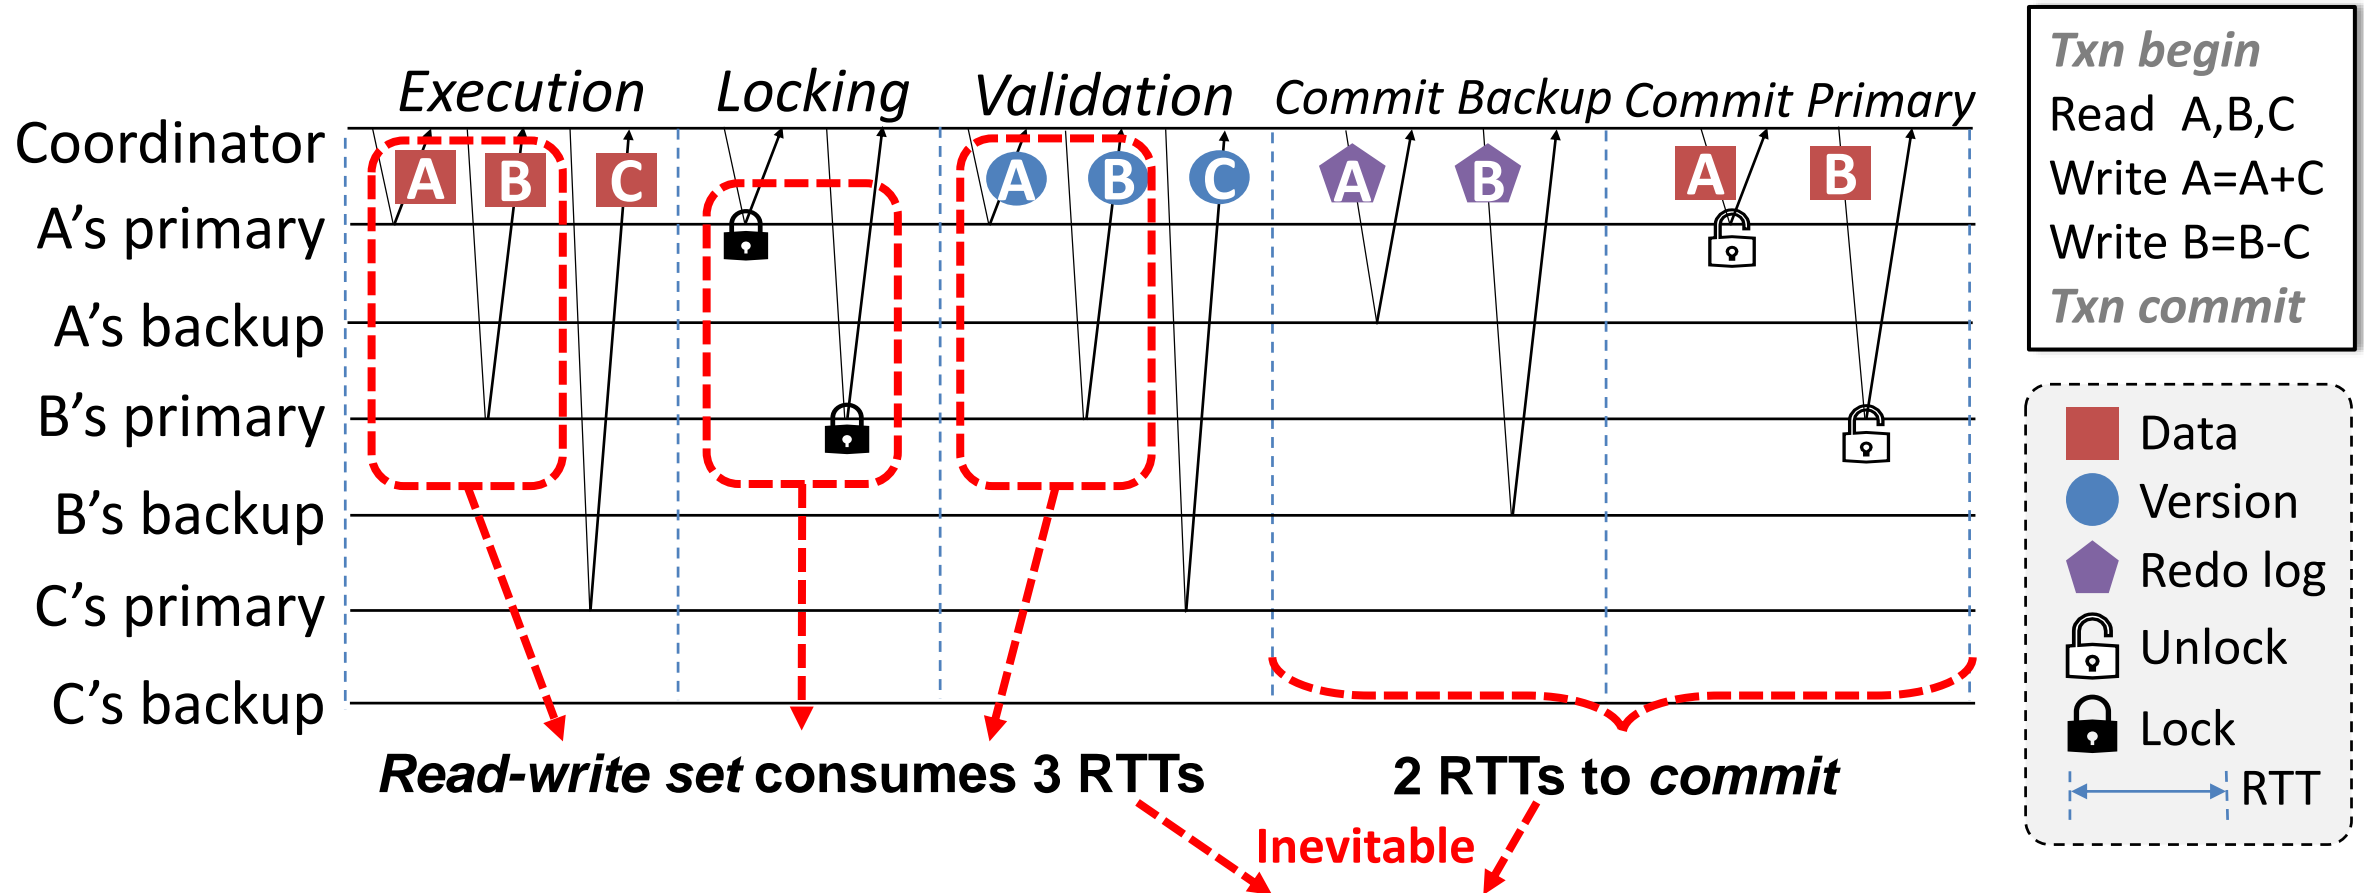 Execution Locking Validation Commit Backup Commit Primary
Coordinator
A B C A B C A B A B
A's primary
A's backup
B's primary
B's backup
C's primary
C's backup
Read-write set consumes 3 RTTs
2 RTTs to commit
Inevitable
Txn begin
Read A,B,C
Write A=A+C
Write B=B-C
Txn commit
Data
Version
Redo log
Unlock
Lock
RTT